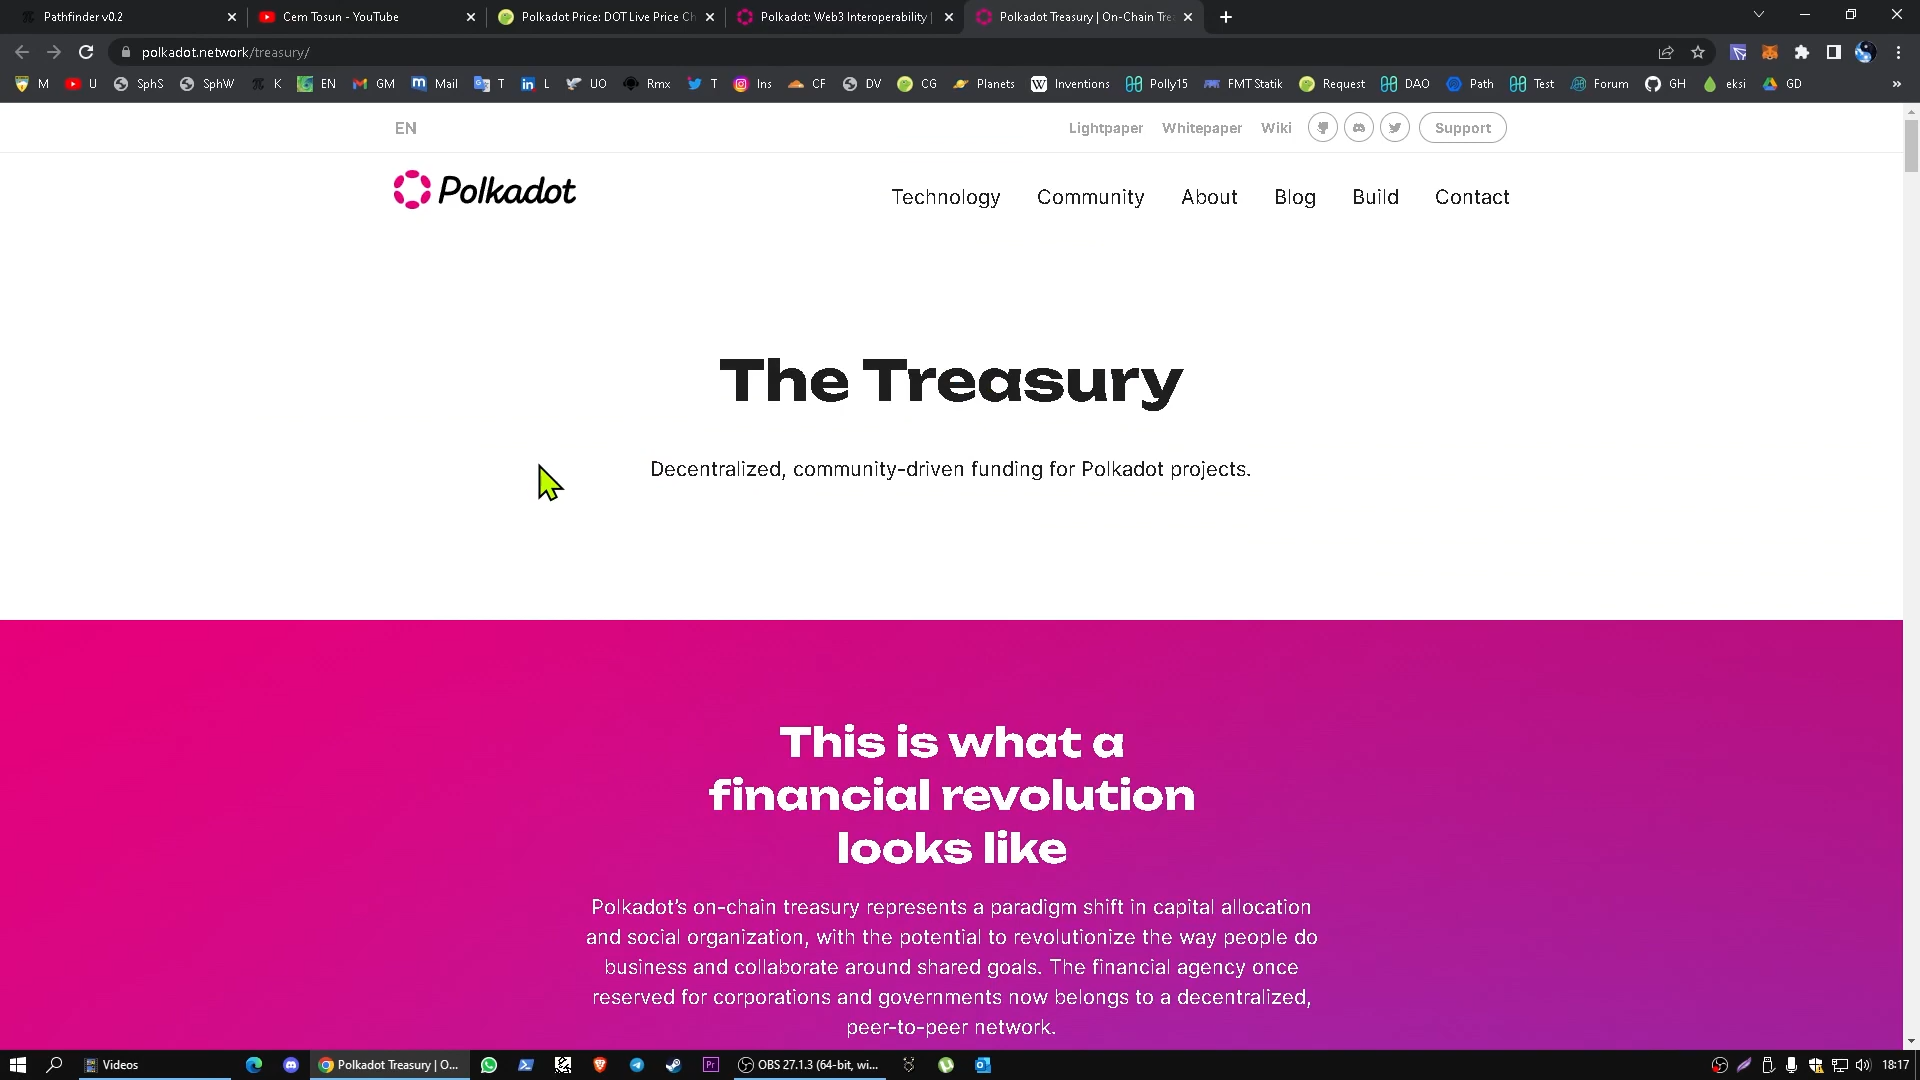 Pathfinder v0.2
Cem Tosun - YouTube
Polkadot Price: DOT Live Price Ch
Polkadot: Web3 Interoperability |
Polkadot Treasury | On-Chain Tre
polkadot.network/treasury/
M U SphS SphW K EN GM Mail T L UO Rmx T Ins CF DV CG Planets Inventions Polly15 FMT Statik Request DAO Path Test Forum GH eksi GD »
EN
Lightpaper Whitepaper Wiki Support
Polkadot
Technology Community About Blog Build Contact
The Treasury
Decentralized, community-driven funding for Polkadot projects.
This is what a
financial revolution
looks like
Polkadot’s on-chain treasury represents a paradigm shift in capital allocation
and social organization, with the potential to revolutionize the way people do
business and collaborate around shared goals. The financial agency once
reserved for corporations and governments now belongs to a decentralized,
peer-to-peer network.
Videos
Polkadot Treasury | O...
Pr
OBS 27.1.3 (64-bit, wi...
18:17